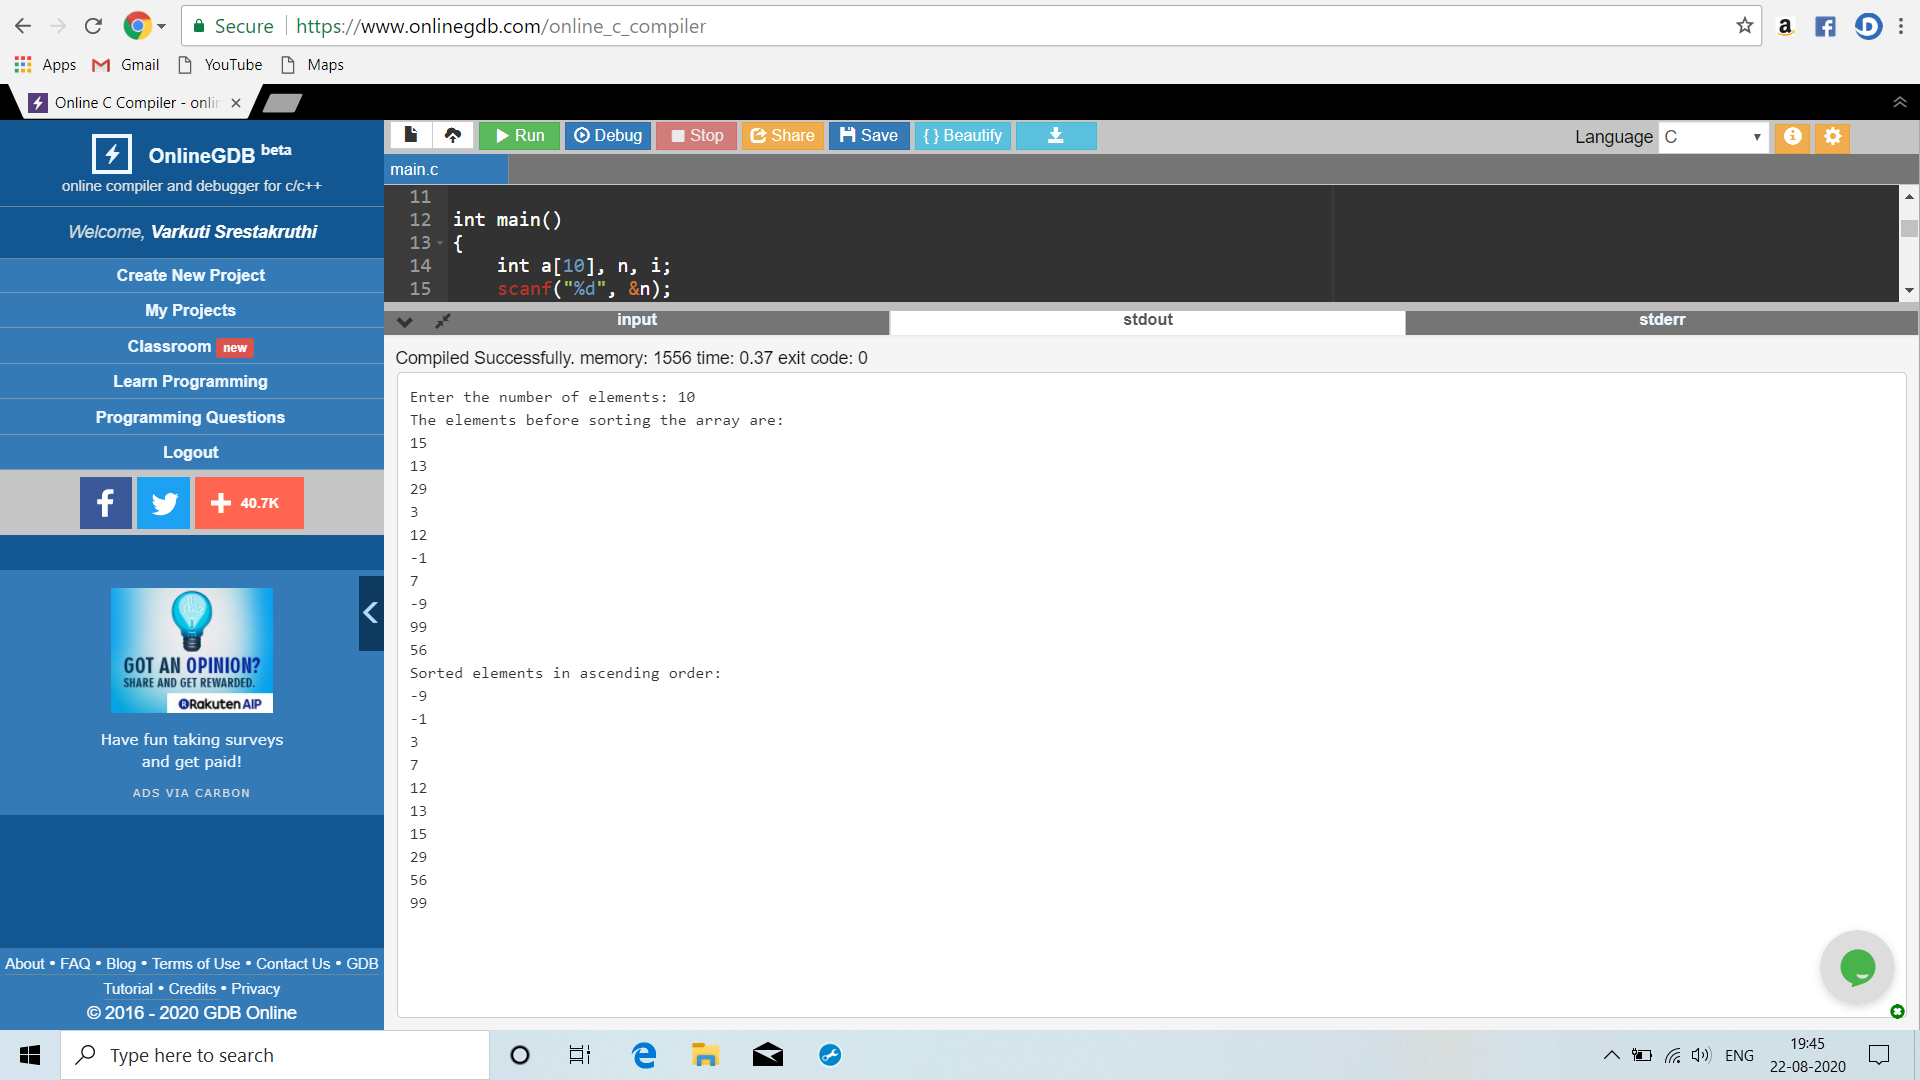 Secure https://www.onlinegdb.com/online_c_compiler
Apps Gmail YouTube Maps
Online C Compiler - onlin
OnlineGDB beta
online compiler and debugger for c/c++
Welcome, Varkuti Srestakruthi
Create New Project
My Projects
Classroom new
Learn Programming
Programming Questions
Logout
40.7K
GOT AN OPINION?
SHARE AND GET REWARDED.
Rakuten AIP
Have fun taking surveys
and get paid!
ADS VIA CARBON
About • FAQ • Blog • Terms of Use • Contact Us • GDB
Tutorial • Credits • Privacy
© 2016 - 2020 GDB Online
Run Debug Stop Share Save { } Beautify
Language C
main.c
11
12 int main()
13 {
14 int a[10], n, i;
15 scanf("%d", &n);
input stdout stderr
Compiled Successfully. memory: 1556 time: 0.37 exit code: 0
Enter the number of elements: 10
The elements before sorting the array are:
15
13
29
3
12
-1
7
-9
99
56
Sorted elements in ascending order:
-9
-1
3
7
12
13
15
29
56
99
Type here to search
ENG
19:45
22-08-2020